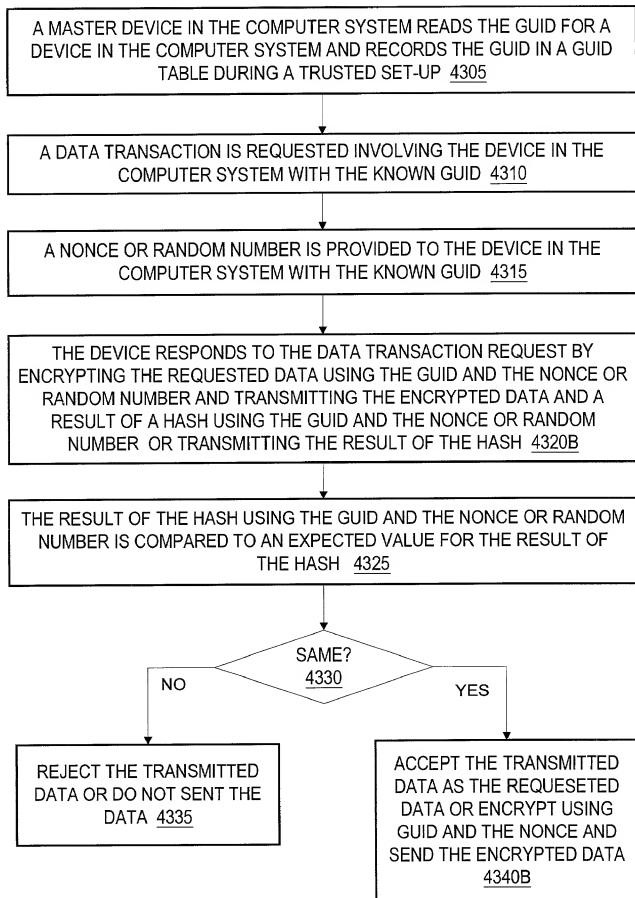 A MASTER DEVICE IN THE COMPUTER SYSTEM READS THE GUID FOR A
DEVICE IN THE COMPUTER SYSTEM AND RECORDS THE GUID IN A GUID
TABLE DURING A TRUSTED SET-UP 4305
A DATA TRANSACTION IS REQUESTED INVOLVING THE DEVICE IN THE
COMPUTER SYSTEM WITH THE KNOWN GUID 4310
A NONCE OR RANDOM NUMBER IS PROVIDED TO THE DEVICE IN THE
COMPUTER SYSTEM WITH THE KNOWN GUID 4315
THE DEVICE RESPONDS TO THE DATA TRANSACTION REQUEST BY
ENCRYPTING THE REQUESTED DATA USING THE GUID AND THE NONCE OR
RANDOM NUMBER AND TRANSMITTING THE ENCRYPTED DATA AND A
RESULT OF A HASH USING THE GUID AND THE NONCE OR RANDOM
NUMBER OR TRANSMITTING THE RESULT OF THE HASH 4320B
THE RESULT OF THE HASH USING THE GUID AND THE NONCE OR RANDOM
NUMBER IS COMPARED TO AN EXPECTED VALUE FOR THE RESULT OF
THE HASH 4325
SAME?
4330
NO
YES
REJECT THE TRANSMITTED
DATA OR DO NOT SENT THE
DATA 4335
ACCEPT THE TRANSMITTED
DATA AS THE REQUESETED
DATA OR ENCRYPT USING
GUID AND THE NONCE AND
SEND THE ENCRYPTED DATA
4340B